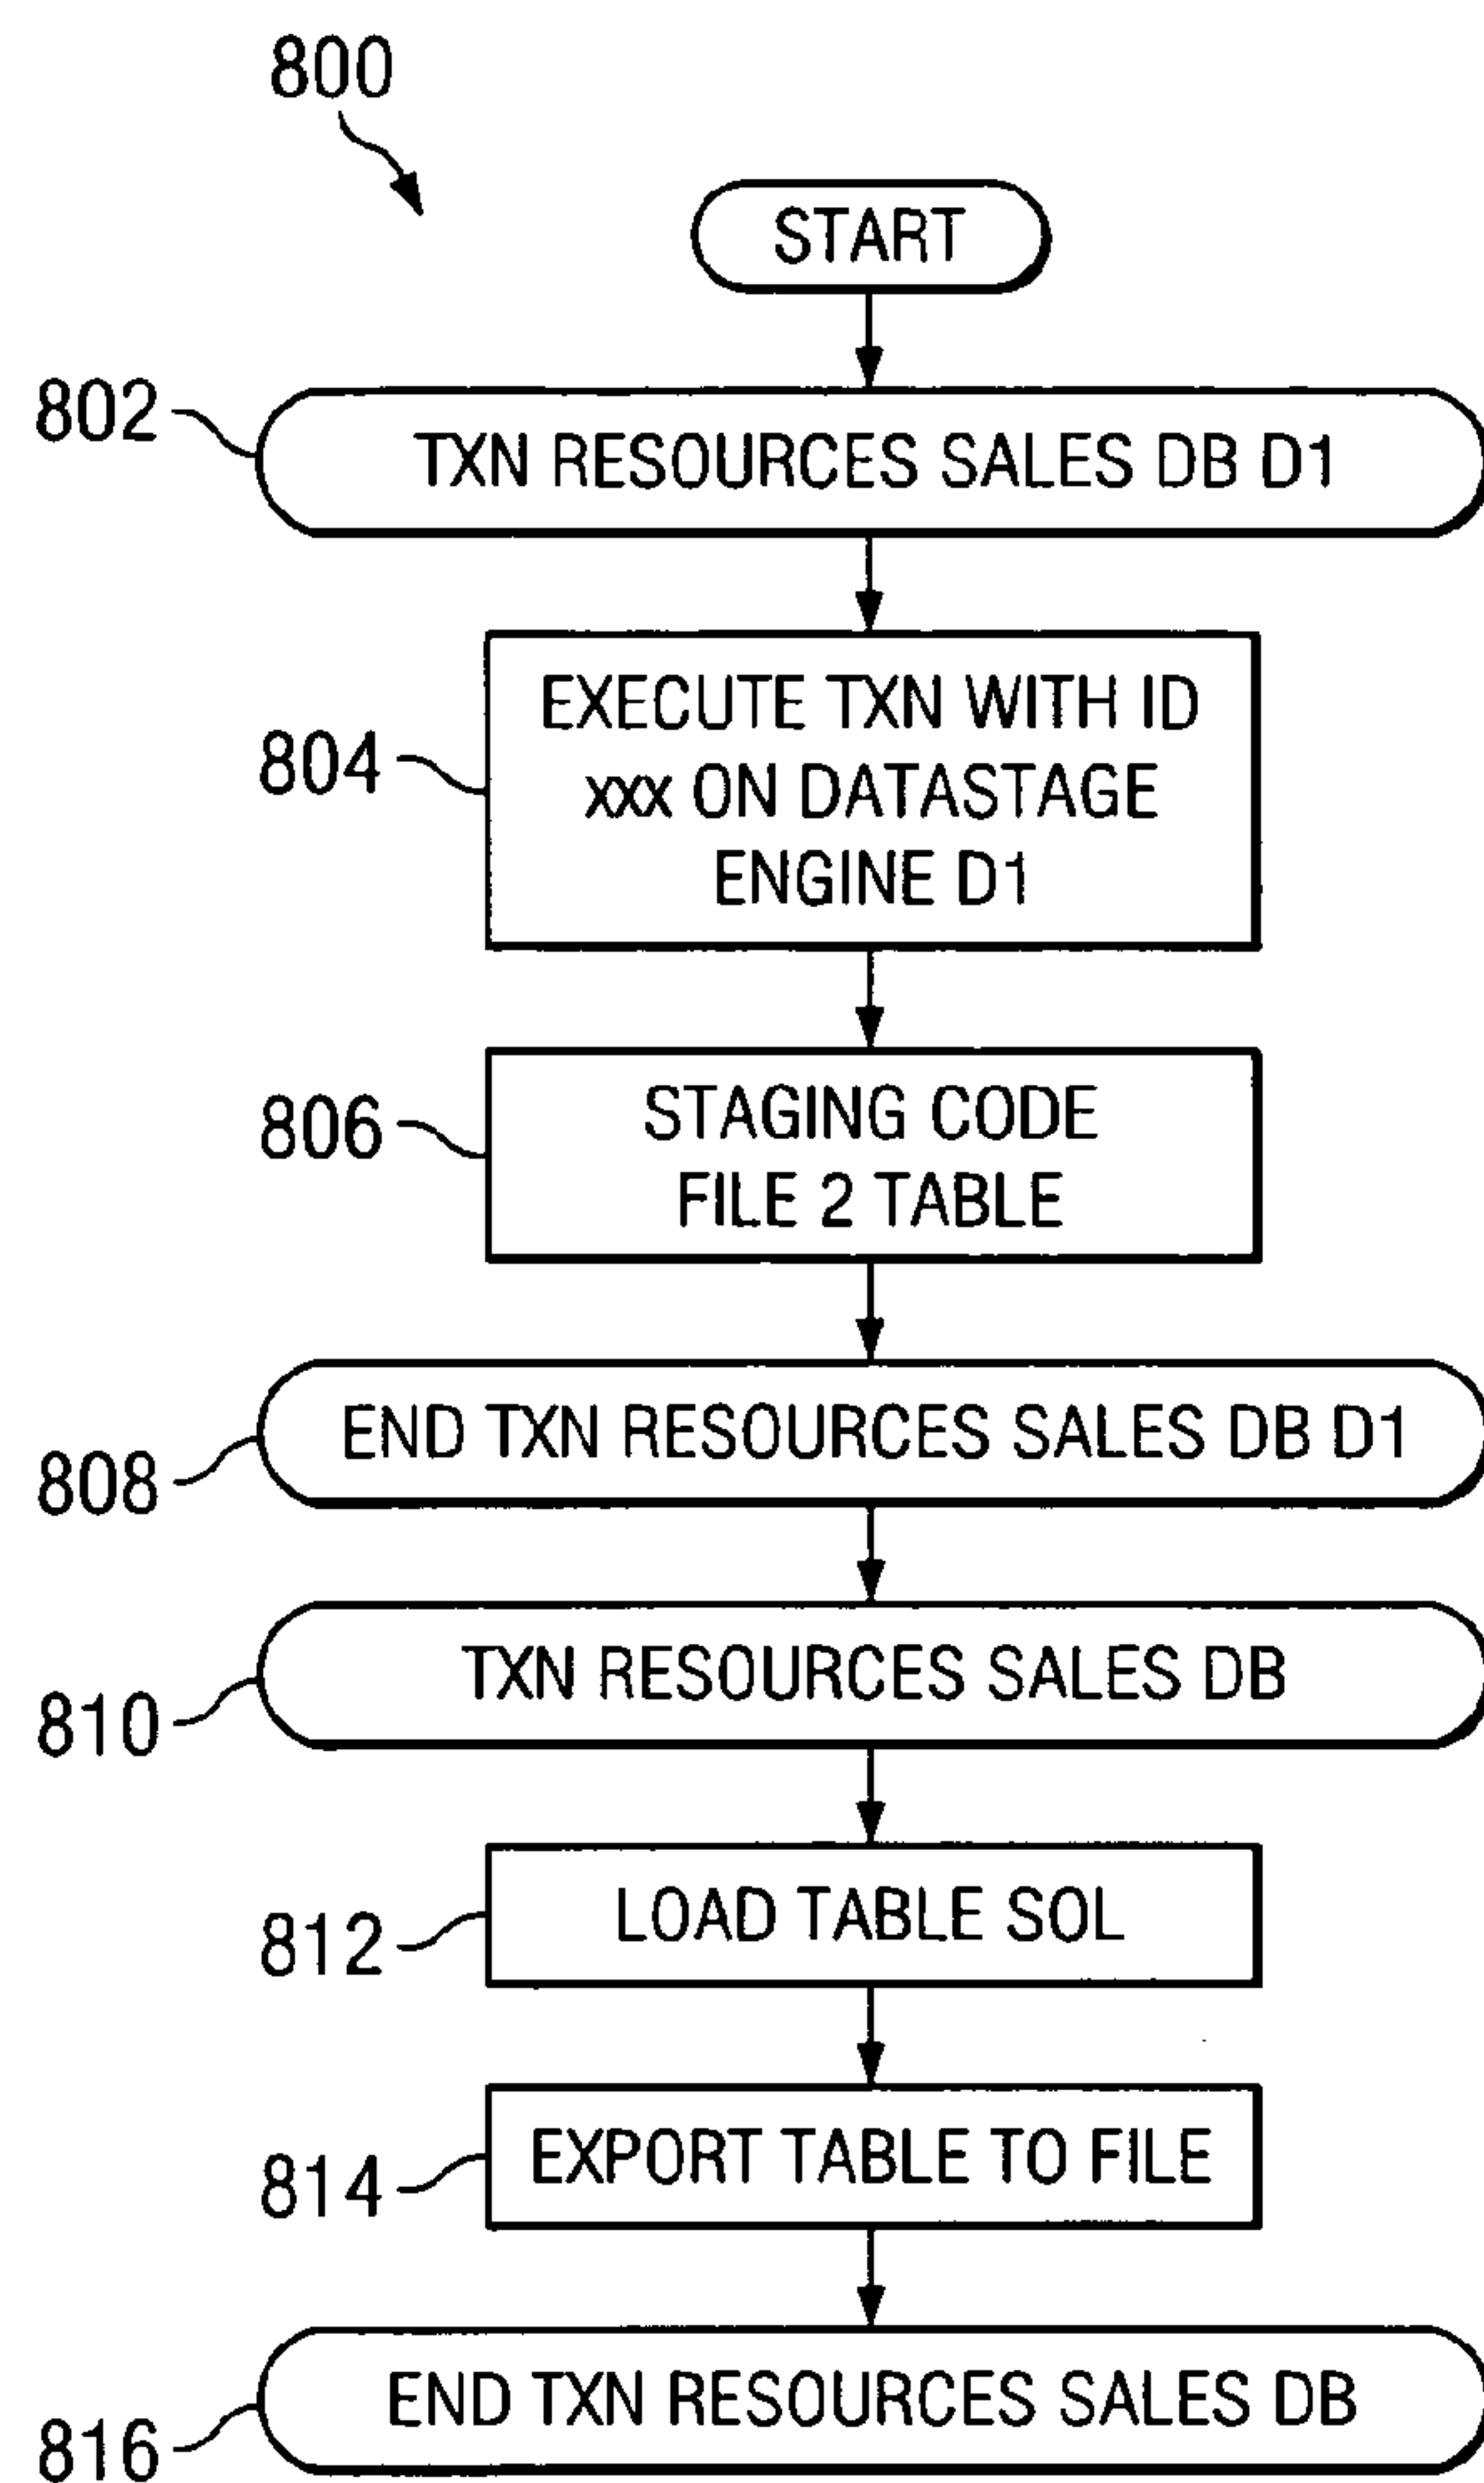 800
START
802
TXN RESOURCES SALES DB D1
804
EXECUTE TXN WITH ID
xxx ON DATASTAGE
ENGINE D1
806
STAGING CODE
FILE 2 TABLE
808
END TXN RESOURCES SALES DB D1
810
TXN RESOURCES SALES DB
812
LOAD TABLE SOL
814
EXPORT TABLE TO FILE
816
END TXN RESOURCES SALES DB